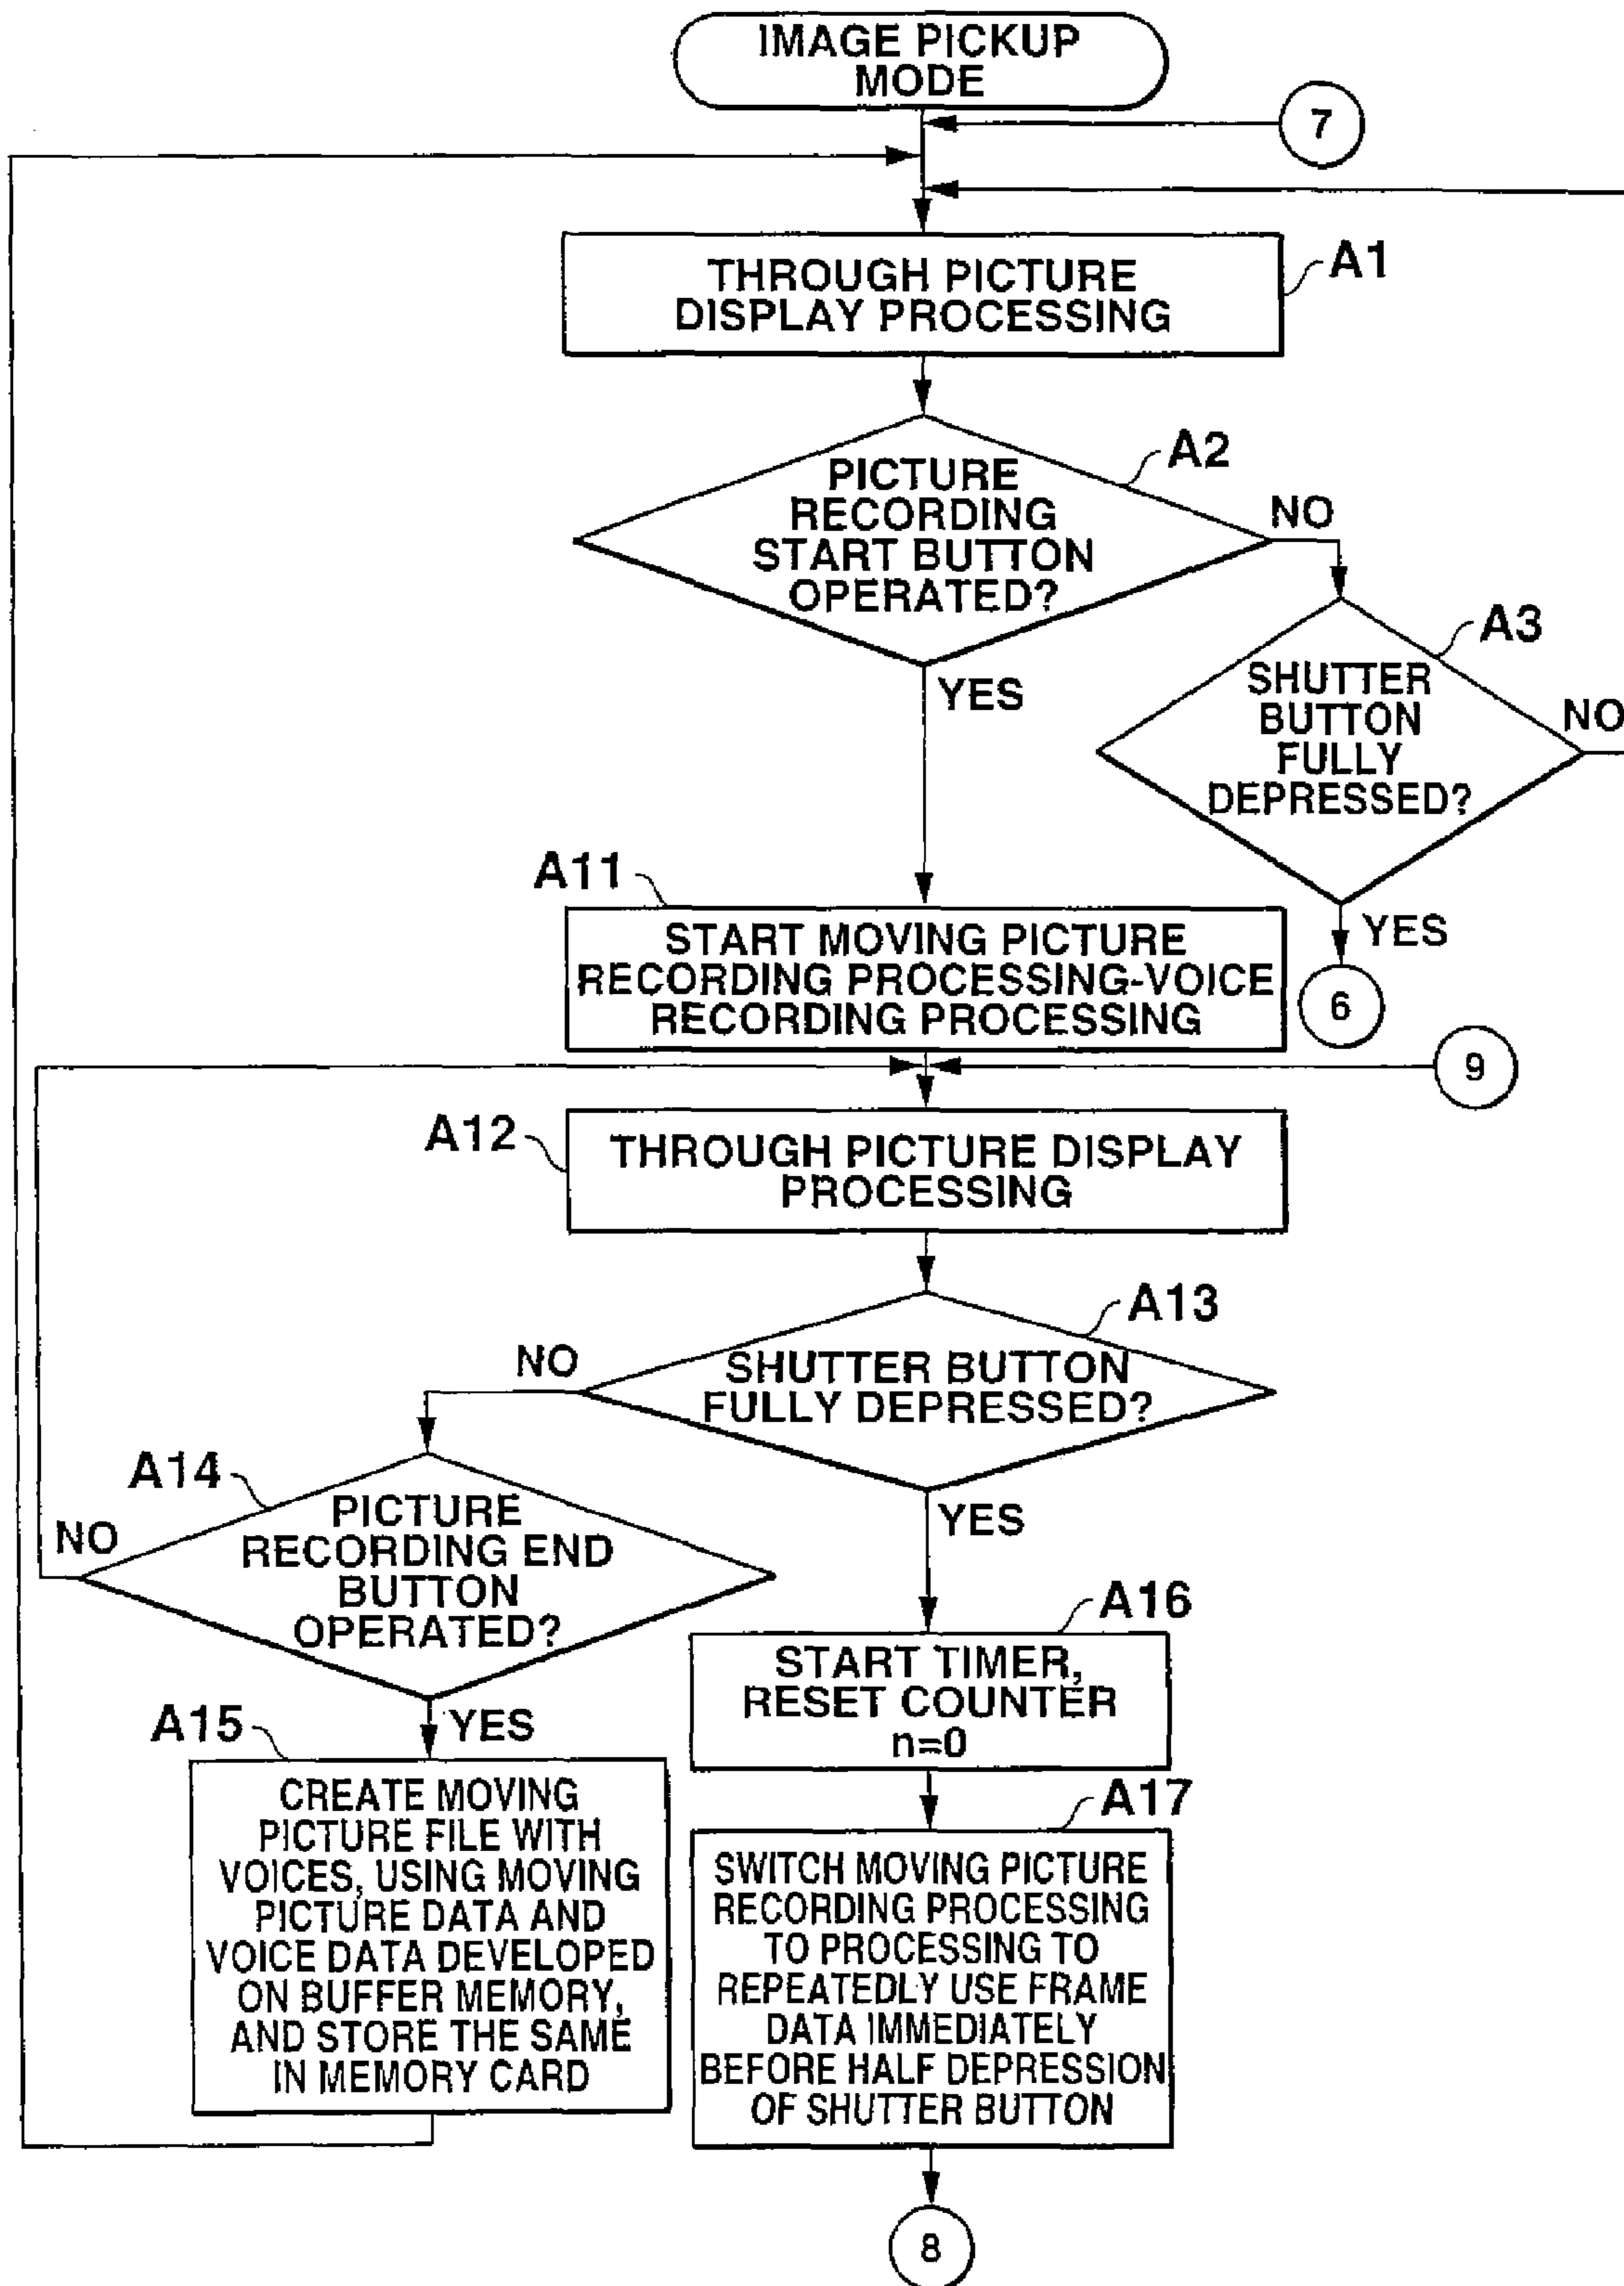 IMAGE PICKUP
MODE
7
THROUGH PICTURE
DISPLAY PROCESSING
A1
PICTURE
RECORDING
START BUTTON
OPERATED?
A2
NO
YES
SHUTTER
BUTTON
FULLY
DEPRESSED?
A3
NO
YES
6
A11
START MOVING PICTURE
RECORDING PROCESSING-VOICE
RECORDING PROCESSING
9
A12
THROUGH PICTURE DISPLAY
PROCESSING
A13
SHUTTER BUTTON
FULLY DEPRESSED?
NO
YES
A14
PICTURE
RECORDING END
BUTTON
OPERATED?
NO
YES
A15
CREATE MOVING
PICTURE FILE WITH
VOICES, USING MOVING
PICTURE DATA AND
VOICE DATA DEVELOPED
ON BUFFER MEMORY,
AND STORE THE SAME
IN MEMORY CARD
A16
START TIMER,
RESET COUNTER
n=0
A17
SWITCH MOVING PICTURE
RECORDING PROCESSING
TO PROCESSING TO
REPEATEDLY USE FRAME
DATA IMMEDIATELY
BEFORE HALF DEPRESSION
OF SHUTTER BUTTON
8